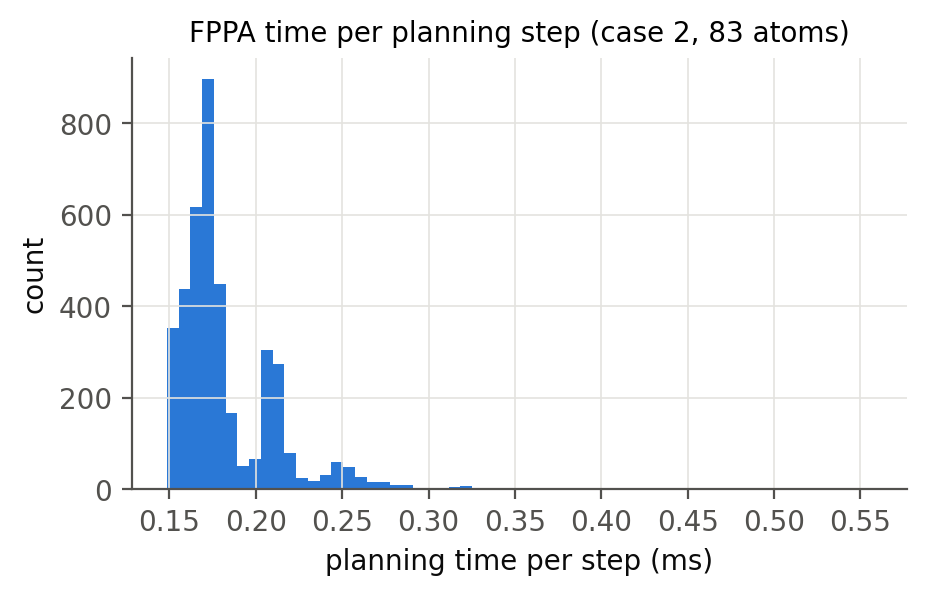 FPPA time per planning step (case 2, 83 atoms)
count
800
600
400
200
0
0.15 0.20 0.25 0.30 0.35 0.40 0.45 0.50 0.55
planning time per step (ms)